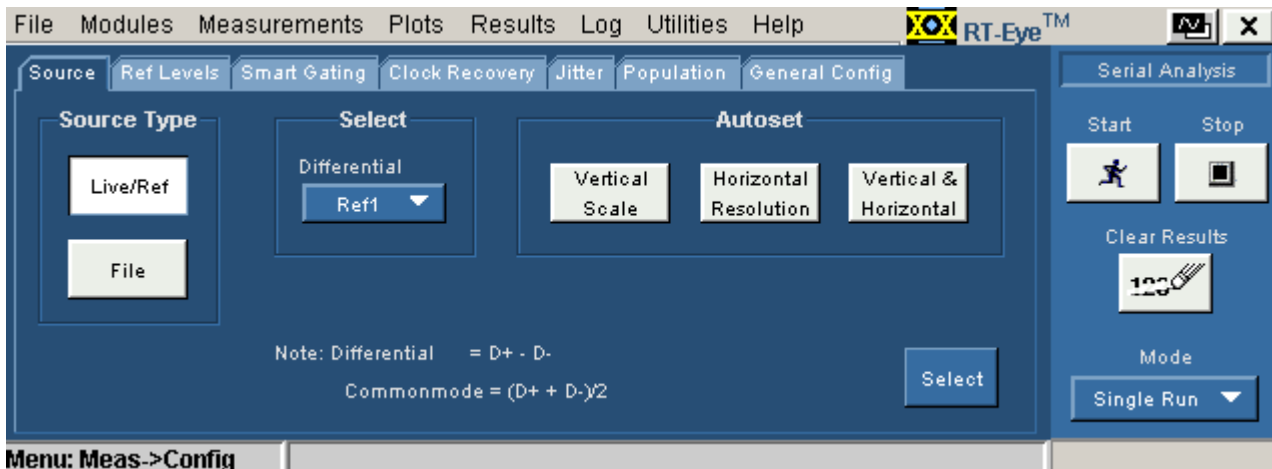 File Modules Measurements Plots Results Log Utilities Help RT-Eye™
Source Ref Levels Smart Gating Clock Recovery Jitter Population General Config
Serial Analysis
Source Type
Live/Ref
File
Select
Differential
Ref1
Autoset
Vertical Scale
Horizontal Resolution
Vertical & Horizontal
Note: Differential = D+ - D-
Commonmode = (D+ + D-)/2
Select
Start Stop
Clear Results
Mode
Single Run
Menu: Meas->Config